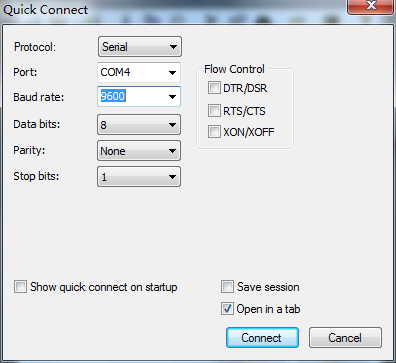 Quick Connect
Protocol: Serial
Port: COM4
Baud rate: 9600
Data bits: 8
Parity: None
Stop bits: 1
Flow Control
DTR/DSR
RTS/CTS
XON/XOFF
Show quick connect on startup
Save session
Open in a tab
Connect
Cancel